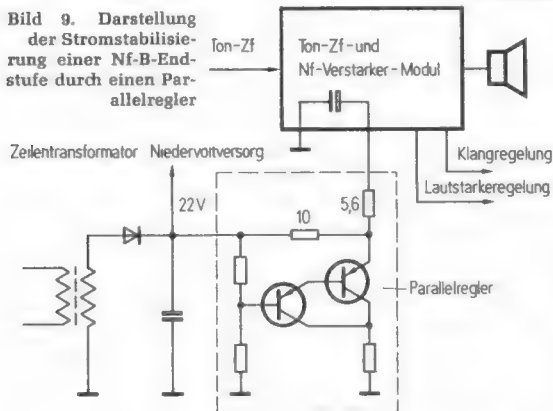 Bild 9. Darstellung
der Stromstabilisie-
rung einer Nf-B-End-
stufe durch einen Par-
allelregler
Ton-Zf
Ton-Zf-und
Nf-Verstarker-Modul
Klangregelung
Lautstarkeregelung
Zeilentransformator Niedervoltversorg
22V
10
5,6
Parallelregler